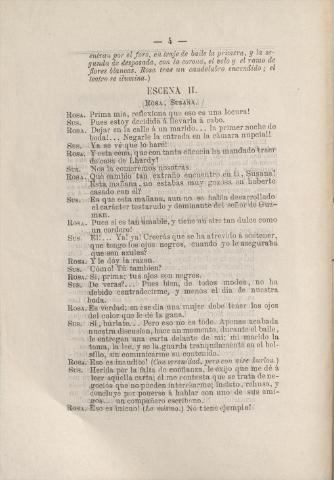 — 4 —
entran por el foro, en traje de baile la primera, y la se-
gunda de desposada, con la corona, el velo y el ramo de
flores blancas. Rosa trae un candelabro encendido; el
teatro se ilumina.)
ESCENA II.
(ROSA, SUSANA.)
ROSA. Prima mia, reflexiona que eso es una locura!
SUS. Pues estoy decidida á llevarla á cabo.
ROSA. Dejar en la calle á un marido... la primera noche de
boda!... Negarle la entrada en la cámara nupcial!
SUS. Ya se vé que lo haré!
ROSA. Y esta cena, que con tanta eficacia ha mandado traer
de casa de Lhardy!
SUS. Nos la comeremos nosotras.
ROSA. Qué cambio tan extraño encuentro en tí, Susana!
Esta mañana, no estabas muy gozosa en haberte
casado con él?
SUS. Es que esta mañana, aun no se habia desarrollado
el carácter testarudo y dominante del señor de Guz-
man.
ROSA. Pues si es tan amable, y tiene un aire tan dulce como
un cordero!
SUS. El!... Ya! ya! Creerás que se ha atrevido á sostener,
que tengo los ojos negros, cuando yo le aseguraba
que son azules?
ROSA. Y le doy la razon.
SUS. Cómo! Tú tambien?
ROSA. Si, prima; tus ojos son negros.
SUS. De veras?... Pues bien, de todos modos, no ha
debido contradecirme, y menos el dia de nuestra
boda.
ROSA. Es verdad; en ese dia una mujer debe tener los ojos
del color que le dé la gana.
SUS. Si, búrlate... Pero eso no es todo. Apenas acabada
nuestra discusion, hace un momento, durante el baile,
le entregan una carta delante de mí; mi marido la
toma, la lee, y se la guarda tranquilamente en el bol-
sillo, sin comunicarme su contenido.
ROSA. Eso es inaudito! (Con gravedad, pero con aire burlon.)
SUS. Herida por la falta de confianza, le exijo que me dé á
leer aquella carta; él me contesta que se trata de ne-
gocios que no pueden interesarme; insisto, rehusa, y
concluye por ponerse á hablar con uno de sus ami-
gos... un compañero escribano.
ROSA. Eso es inicuo! (Lo mismo.) No tiene ejemplo!